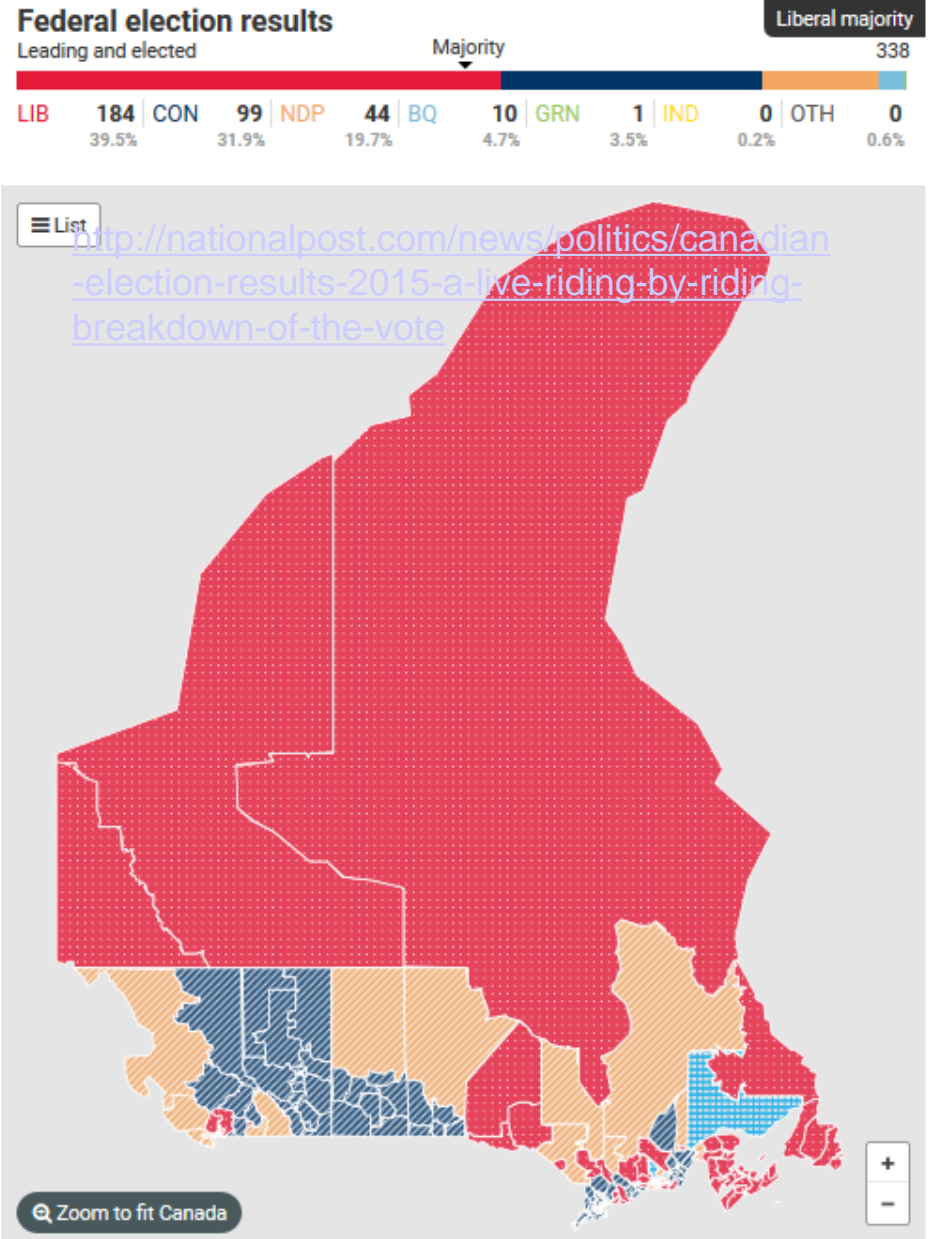 Federal election results
Liberal majority
Leading and elected
Majority
338
LIB 184 CON 99 NDP 44 BQ 10 GRN 1 IND 0 OTH 0
39.5% 31.9% 19.7% 4.7% 3.5% 0.2% 0.6%
List
http://nationalpost.com/news/politics/canadian
-election-results-2015-a-live-riding-by-riding-
breakdown-of-the-vote
+
−
Zoom to fit Canada